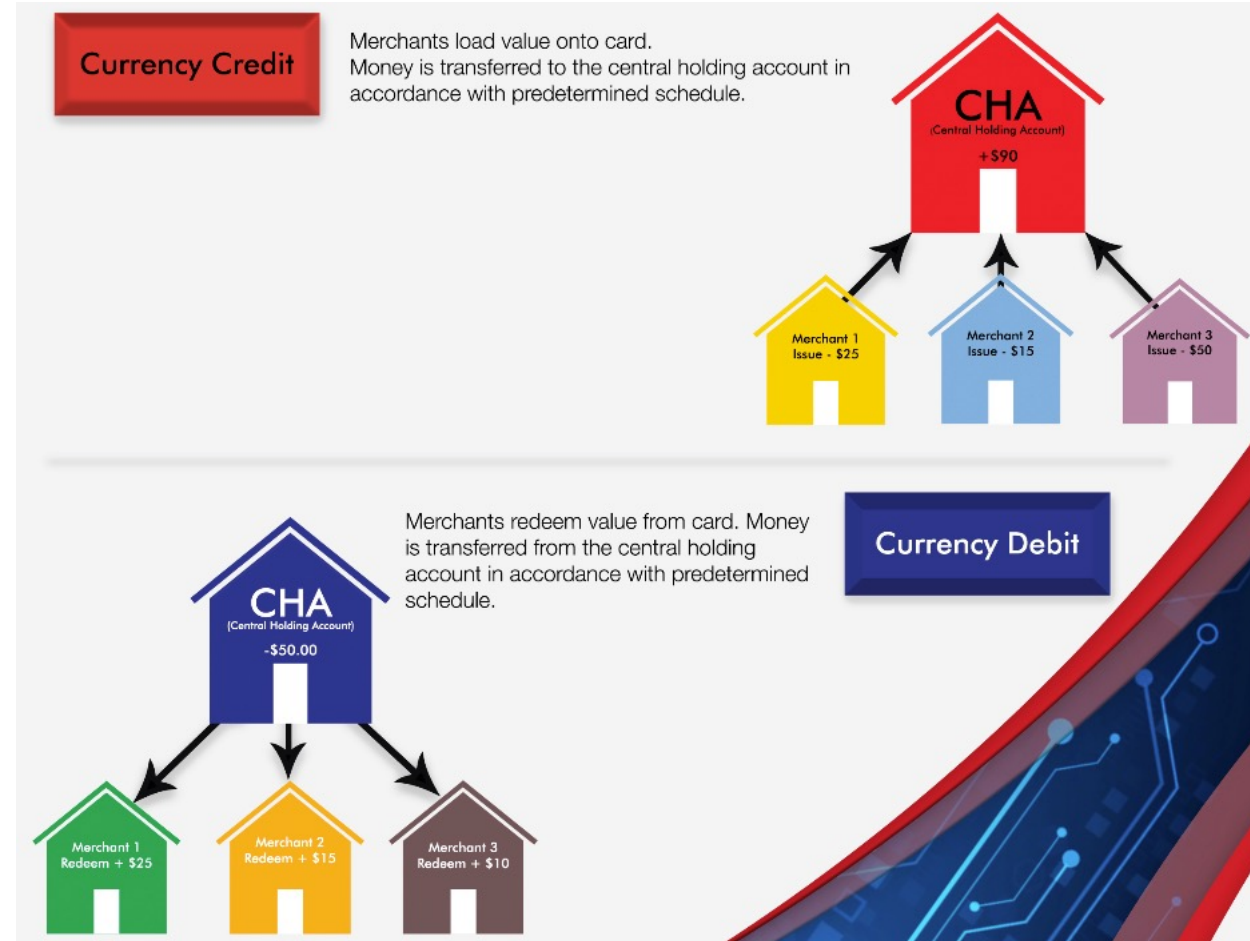 Currency Credit
Merchants load value onto card.
Money is transferred to the central holding account in
accordance with predetermined schedule.
CHA
(Central Holding Account)
+$90
Merchant 1
Issue - $25
Merchant 2
Issue - $15
Merchant 3
Issue - $50
Merchants redeem value from card. Money
is transferred from the central holding
account in accordance with predetermined
schedule.
Currency Debit
CHA
(Central Holding Account)
-$50.00
Merchant 1
Redeem + $25
Merchant 2
Redeem + $15
Merchant 3
Redeem + $10